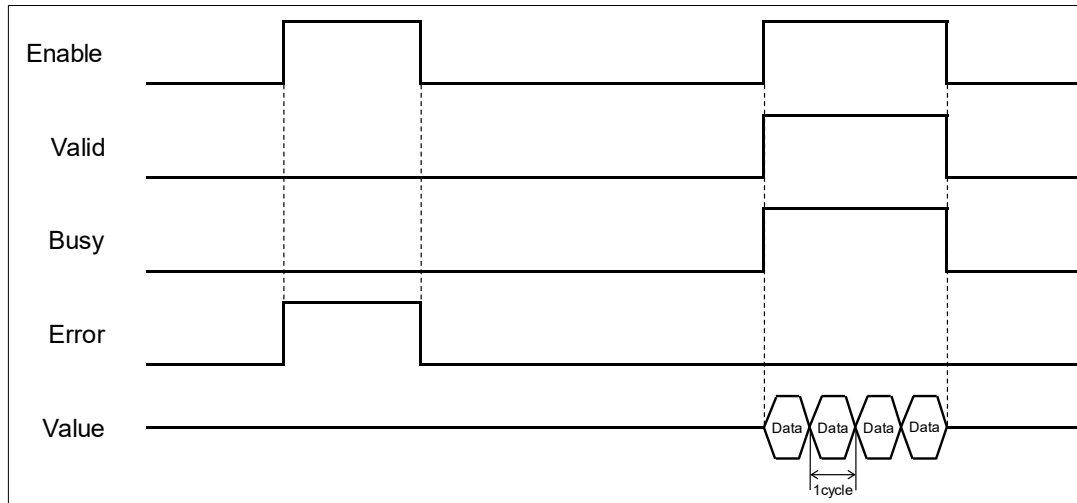 Enable
Valid
Busy
Error
Value
Data Data Data Data
1cycle